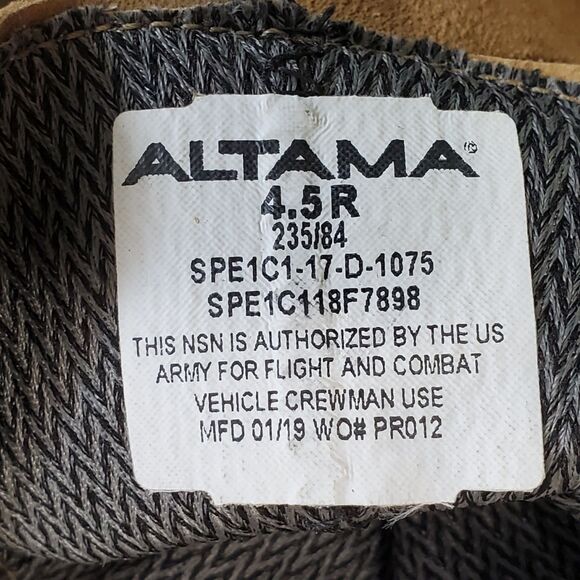 ALTAMA®
4.5R
235/84
SPE1C1-17-D-1075
SPE1C118F7898
THIS NSN IS AUTHORIZED BY THE US
ARMY FOR FLIGHT AND COMBAT
VEHICLE CREWMAN USE
MFD 01/19 WO# PR012